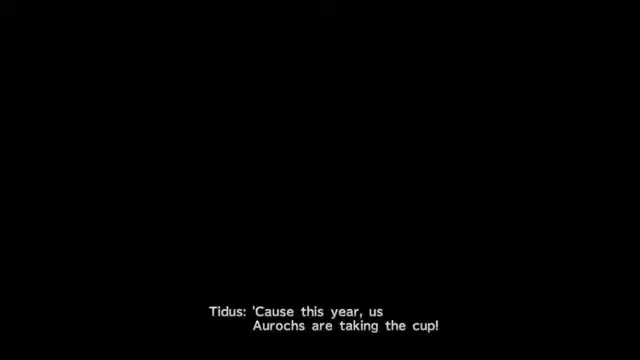 Tidus: 'Cause this year, us
Aurochs are taking the cup!